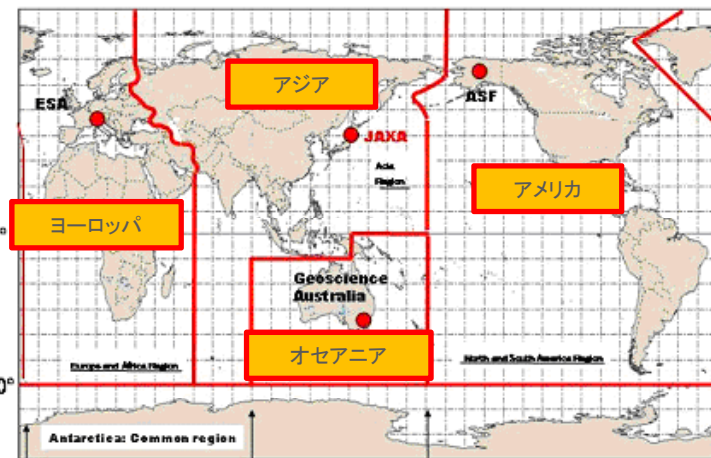 アジア
ESA
ASF
JAXA
Asia
Region
アメリカ
ヨーロッパ
°
Geoscience
Australia
オセアニア
Europe and Africa Region
North and South America Region
0°
Antarctica: Common region